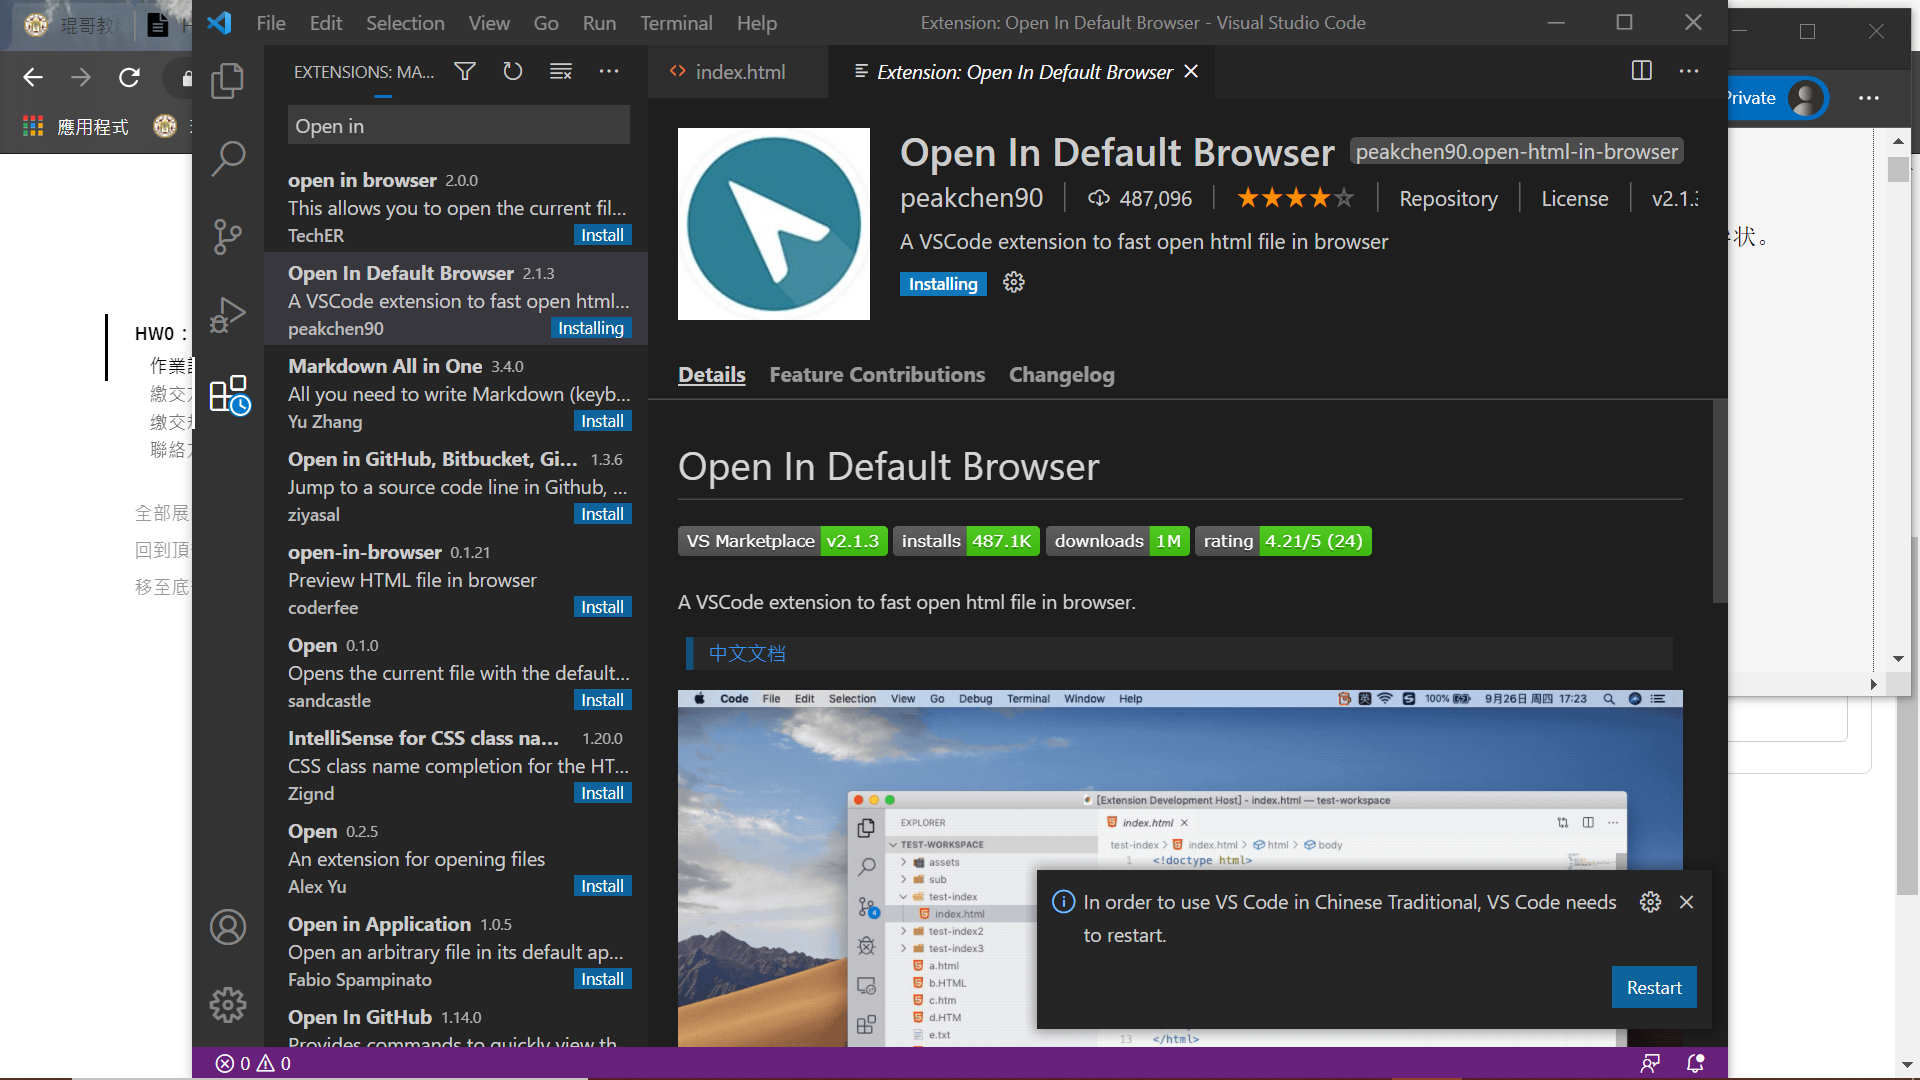 琨哥教
File Edit Selection View Go Run Terminal Help
Extension: Open In Default Browser - Visual Studio Code
應用程式
Private
HW0：
繳交
聯絡
全部展
回到頂
移至底
状。
EXTENSIONS: MA...
Open in
open in browser 2.0.0
This allows you to open the current fil...
TechER Install
Open In Default Browser 2.1.3
A VSCode extension to fast open html...
peakchen90 Installing
Markdown All in One 3.4.0
All you need to write Markdown (keyb...
Yu Zhang Install
Open in GitHub, Bitbucket, Gi... 1.3.6
Jump to a source code line in Github, ...
ziyasal Install
open-in-browser 0.1.21
Preview HTML file in browser
coderfee Install
Open 0.1.0
Opens the current file with the default...
sandcastle Install
IntelliSense for CSS class na... 1.20.0
CSS class name completion for the HT...
Zignd Install
Open 0.2.5
An extension for opening files
Alex Yu Install
Open in Application 1.0.5
Open an arbitrary file in its default ap...
Fabio Spampinato Install
Open In GitHub 1.14.0
Provides commands to quickly view th
index.html
Extension: Open In Default Browser
Open In Default Browser peakchen90.open-html-in-browser
peakchen90 487,096 Repository License v2.1.3
A VSCode extension to fast open html file in browser
Installing
Details Feature Contributions Changelog
Open In Default Browser
VS Marketplace v2.1.3 installs 487.1K downloads 1M rating 4.21/5 (24)
A VSCode extension to fast open html file in browser.
中文文档
Code File Edit Selection View Go Debug Terminal Window Help
100% 9月26日 周四 17:23
[Extension Development Host] - index.html — test-workspace
EXPLORER
TEST-WORKSPACE
assets
sub
test-index
index.html
test-index2
test-index3
a.html
b.HTML
c.htm
d.HTM
e.txt
index.html
test-index > index.html > html > body
1 <!doctype html>
13 </html>
In order to use VS Code in Chinese Traditional, VS Code needs
to restart.
Restart
0 0